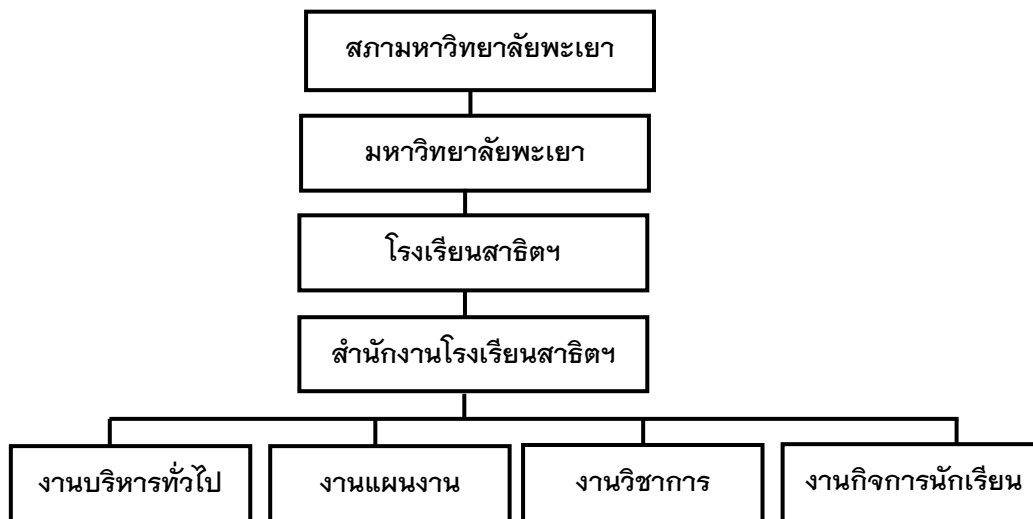 สภามหาวิทยาลัยพะเยา
มหาวิทยาลัยพะเยา
โรงเรียนสาธิตฯ
สำนักงานโรงเรียนสาธิตฯ
งานบริหารทั่วไป
งานแผนงาน
งานวิชาการ
งานกิจการนักเรียน